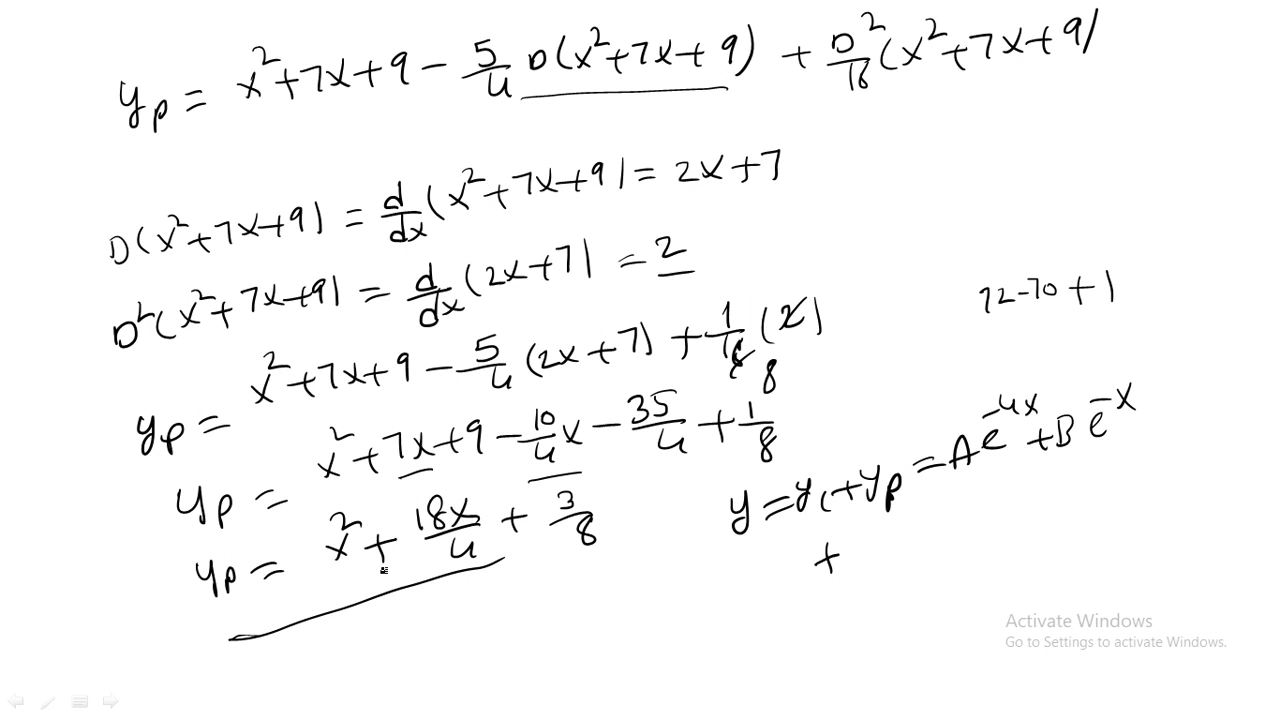 yp = x²+7x+9 - 5/4 D(x²+7x+9) + D²/16 (x²+7x+9)
D(x²+7x+9) = d/dx (x²+7x+9) = 2x+7
D²(x²+7x+9) = d/dx (2x+7) = 2
72-70+1
yp = x²+7x+9 - 5/4 (2x+7) + 1/16 (2) 8
yp = x²+7x+9 - 10/4 x - 35/4 + 1/8
yp = x² + 18x/4 + 3/8
y = yc+yp = Ae^-4x + Be^-x
+
Activate Windows
Go to Settings to activate Windows.